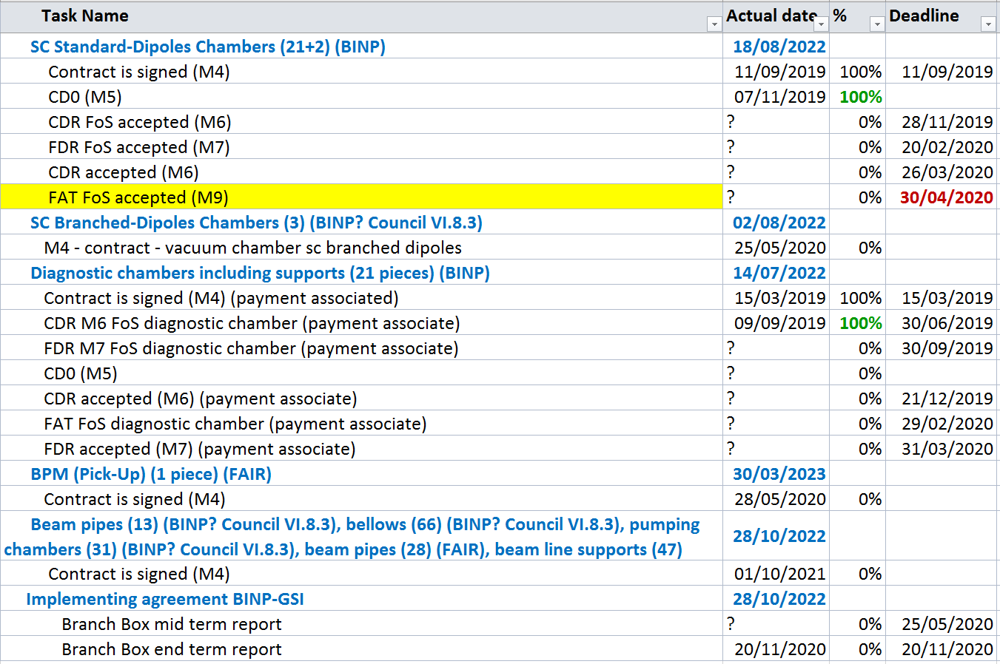 Task Name Actual date % Deadline
SC Standard-Dipoles Chambers (21+2) (BINP) 18/08/2022
Contract is signed (M4) 11/09/2019 100% 11/09/2019
CD0 (M5) 07/11/2019 100%
CDR FoS accepted (M6) ? 0% 28/11/2019
FDR FoS accepted (M7) ? 0% 20/02/2020
CDR accepted (M6) ? 0% 26/03/2020
FAT FoS accepted (M9) ? 0% 30/04/2020
SC Branched-Dipoles Chambers (3) (BINP? Council VI.8.3) 02/08/2022
M4 - contract - vacuum chamber sc branched dipoles 25/05/2020 0%
Diagnostic chambers including supports (21 pieces) (BINP) 14/07/2022
Contract is signed (M4) (payment associated) 15/03/2019 100% 15/03/2019
CDR M6 FoS diagnostic chamber (payment associate) 09/09/2019 100% 30/06/2019
FDR M7 FoS diagnostic chamber (payment associate) ? 0% 30/09/2019
CD0 (M5) ? 0%
CDR accepted (M6) (payment associate) ? 0% 21/12/2019
FAT FoS diagnostic chamber (payment associate) ? 0% 29/02/2020
FDR accepted (M7) (payment associate) ? 0% 31/03/2020
BPM (Pick-Up) (1 piece) (FAIR) 30/03/2023
Contract is signed (M4) 28/05/2020 0%
Beam pipes (13) (BINP? Council VI.8.3), bellows (66) (BINP? Council VI.8.3), pumping
chambers (31) (BINP? Council VI.8.3), beam pipes (28) (FAIR), beam line supports (47) 28/10/2022
Contract is signed (M4) 01/10/2021 0%
Implementing agreement BINP-GSI 28/10/2022
Branch Box mid term report ? 0% 25/05/2020
Branch Box end term report 20/11/2020 0% 20/11/2020